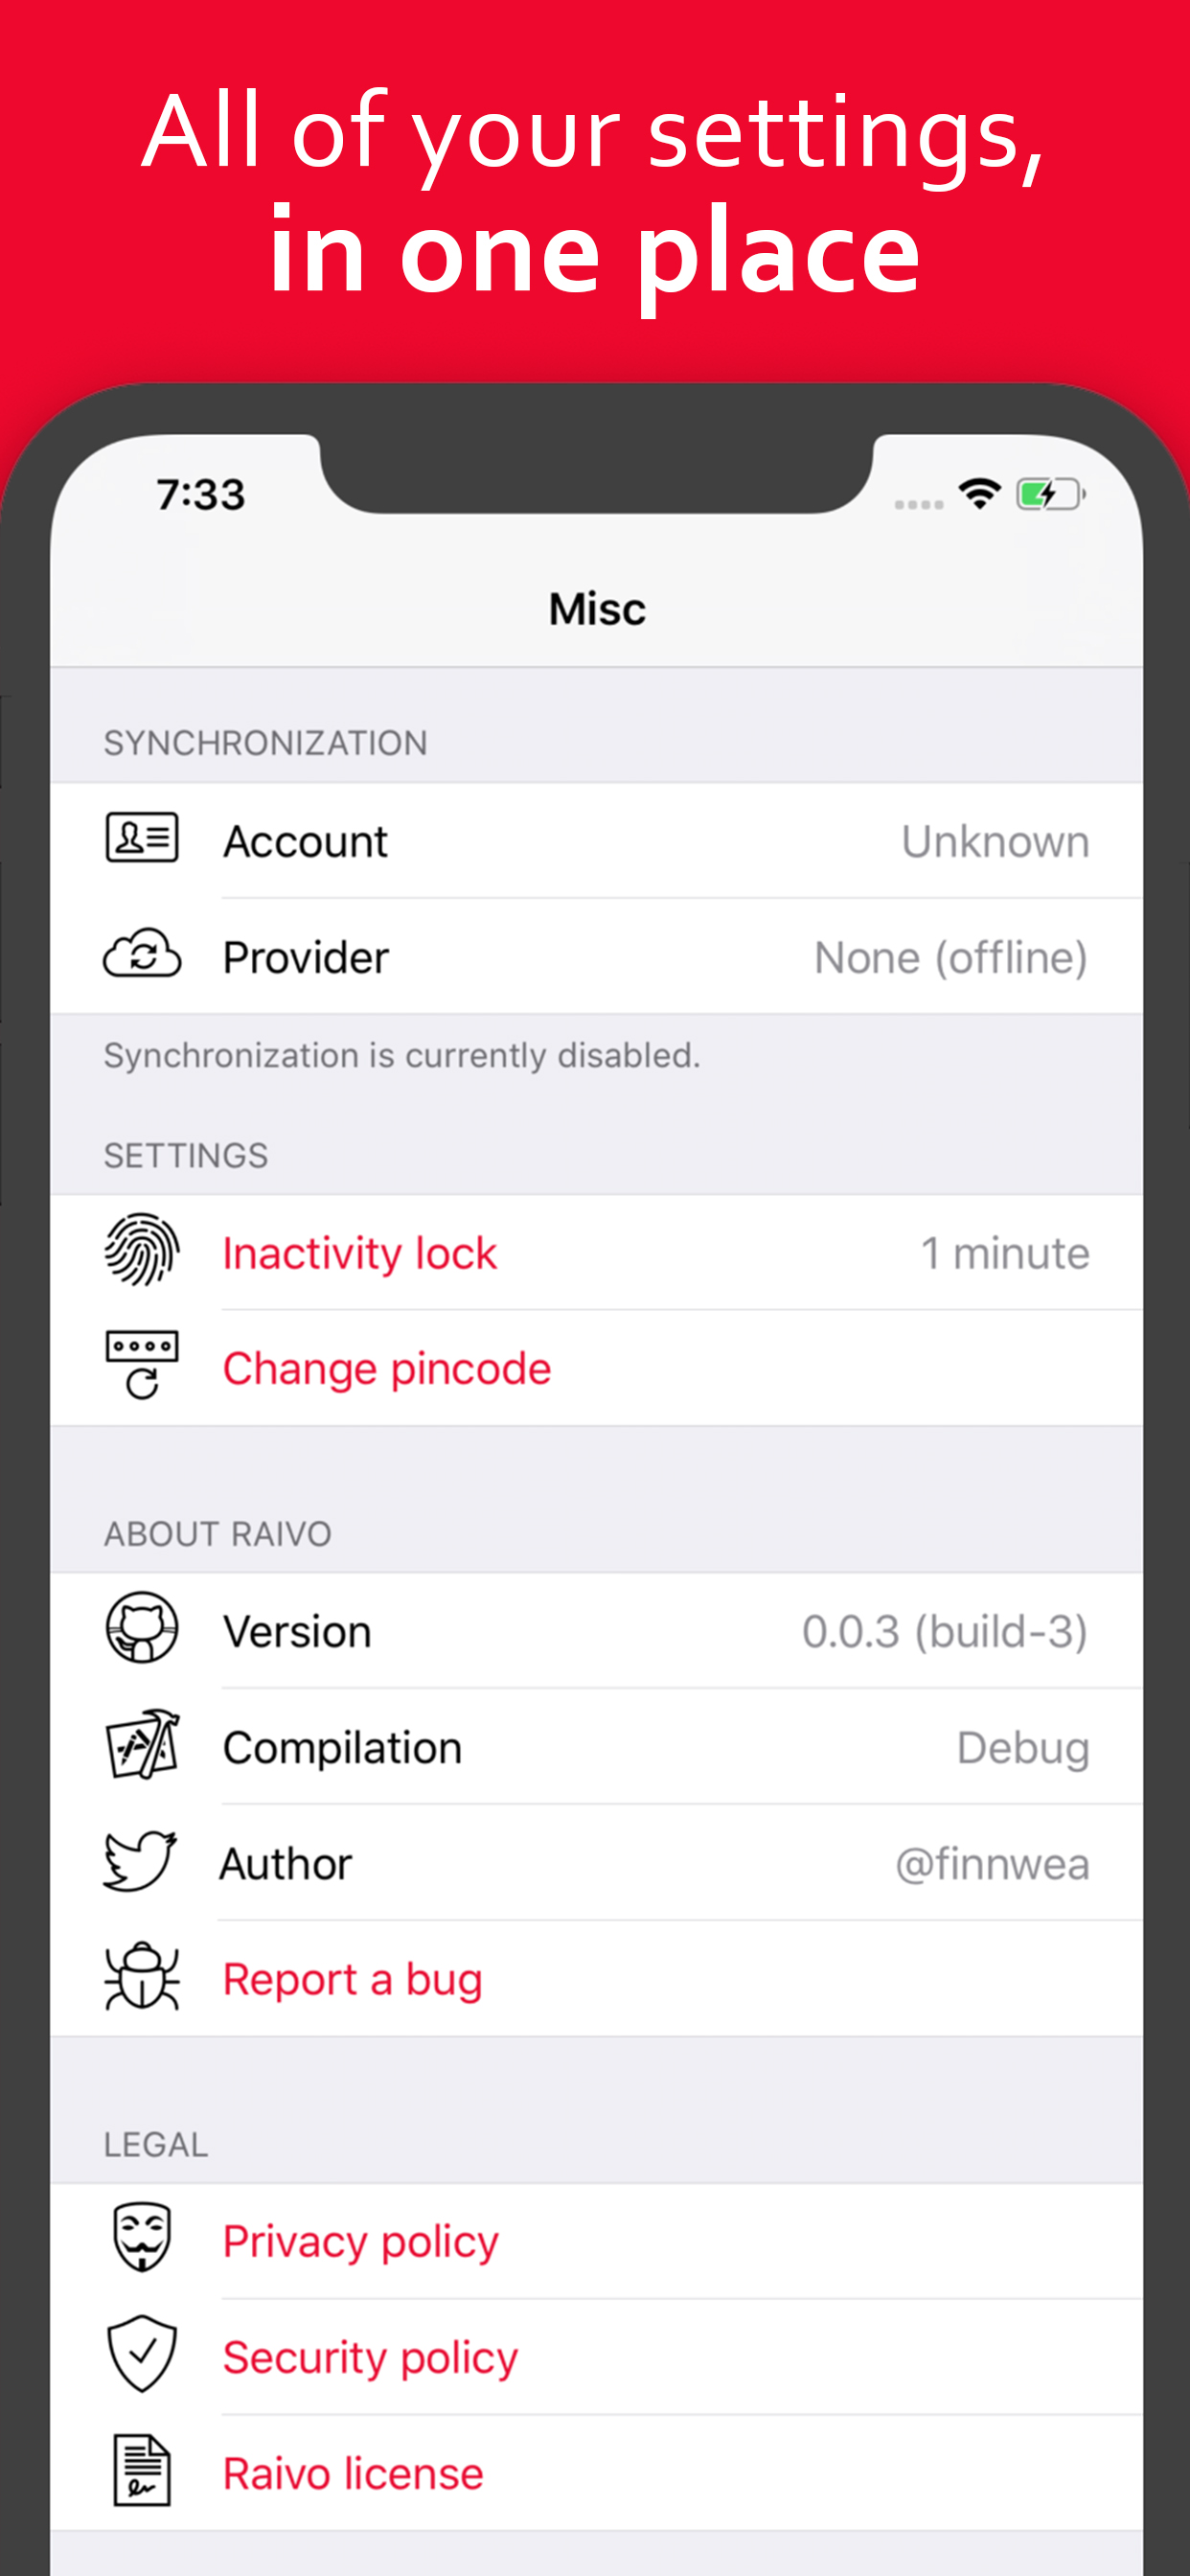 All of your settings,
in one place
7:33
Misc
SYNCHRONIZATION
Account Unknown
Provider None (offline)
Synchronization is currently disabled.
SETTINGS
Inactivity lock 1 minute
Change pincode
ABOUT RAIVO
Version 0.0.3 (build-3)
Compilation Debug
Author @finnwea
Report a bug
LEGAL
Privacy policy
Security policy
Raivo license